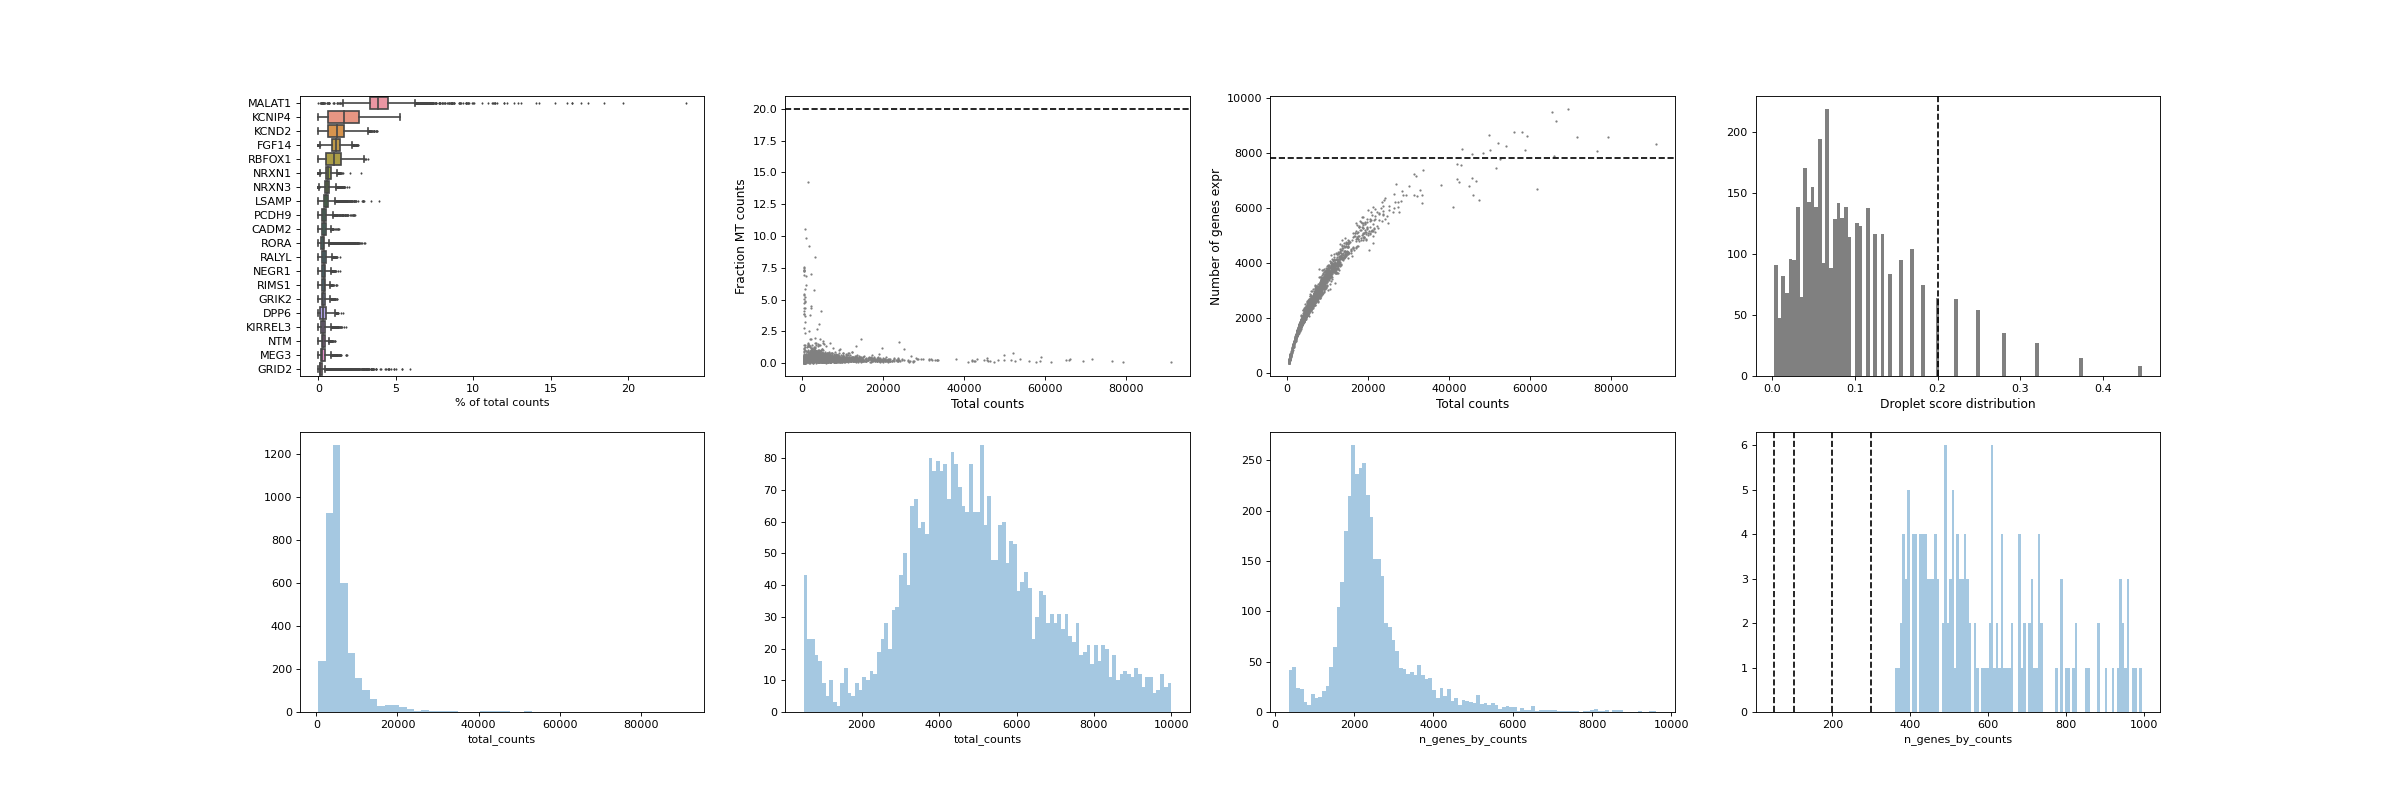 MALAT1
KCNIP4
KCND2
FGF14
RBFOX1
NRXN1
NRXN3
LSAMP
PCDH9
CADM2
RORA
RALYL
NEGR1
RIMS1
GRIK2
DPP6
KIRREL3
NTM
MEG3
GRID2
0 5 10 15 20
% of total counts
Fraction MT counts
20.0
17.5
15.0
12.5
10.0
7.5
5.0
2.5
0.0
0 20000 40000 60000 80000
Total counts
Number of genes expr
10000
8000
6000
4000
2000
0
0 20000 40000 60000 80000
Total counts
200
150
100
50
0
0.0 0.1 0.2 0.3 0.4
Droplet score distribution
1200
1000
800
600
400
200
0
0 20000 40000 60000 80000
total_counts
80
70
60
50
40
30
20
10
0
2000 4000 6000 8000 10000
total_counts
250
200
150
100
50
0
0 2000 4000 6000 8000 10000
n_genes_by_counts
6
5
4
3
2
1
0
200 400 600 800 1000
n_genes_by_counts